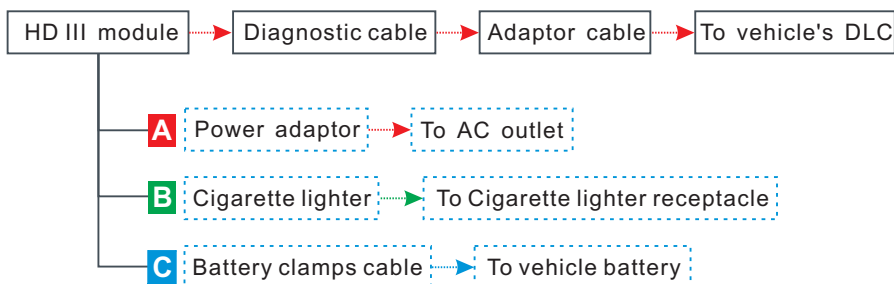 HD III module Diagnostic cable Adaptor cable To vehicle's DLC
A Power adaptor To AC outlet
B Cigarette lighter To Cigarette lighter receptacle
C Battery clamps cable To vehicle battery